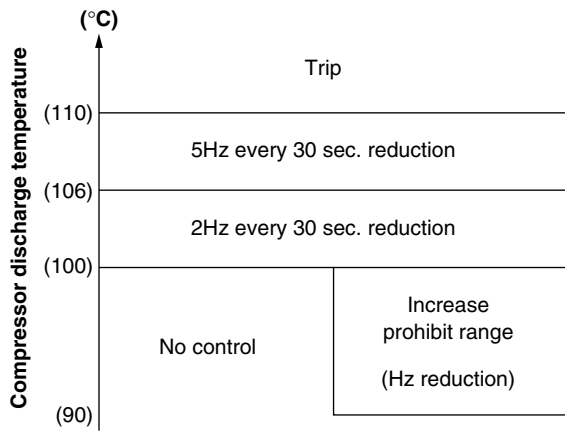 (°C)
Compressor discharge temperature
Trip
(110)
5Hz every 30 sec. reduction
(106)
2Hz every 30 sec. reduction
(100)
No control
Increase
prohibit range
(Hz reduction)
(90)